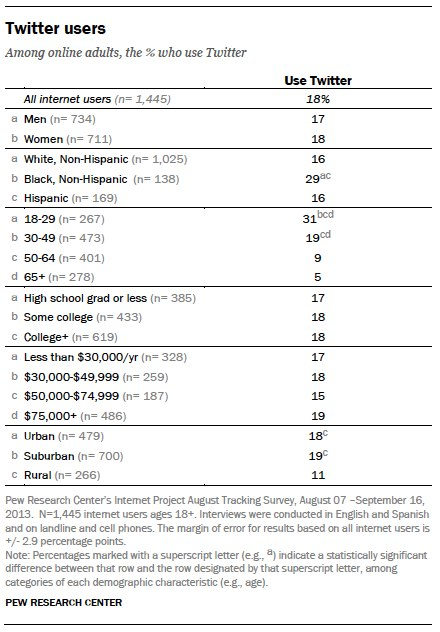 Twitter users
Among online adults, the % who use Twitter
Use Twitter
All internet users (n= 1,445) 18%
a Men (n= 734) 17
b Women (n= 711) 18
a White, Non-Hispanic (n= 1,025) 16
b Black, Non-Hispanic (n= 138) 29ac
c Hispanic (n= 169) 16
a 18-29 (n= 267) 31bcd
b 30-49 (n= 473) 19cd
c 50-64 (n= 401) 9
d 65+ (n= 278) 5
a High school grad or less (n= 385) 17
b Some college (n= 433) 18
c College+ (n= 619) 18
a Less than $30,000/yr (n= 328) 17
b $30,000-$49,999 (n= 259) 18
c $50,000-$74,999 (n= 187) 15
d $75,000+ (n= 486) 19
a Urban (n= 479) 18c
b Suburban (n= 700) 19c
c Rural (n= 266) 11
Pew Research Center's Internet Project August Tracking Survey, August 07 –September 16,
2013. N=1,445 internet users ages 18+. Interviews were conducted in English and Spanish
and on landline and cell phones. The margin of error for results based on all internet users is
+/- 2.9 percentage points.
Note: Percentages marked with a superscript letter (e.g., a) indicate a statistically significant
difference between that row and the row designated by that superscript letter, among
categories of each demographic characteristic (e.g., age).
PEW RESEARCH CENTER